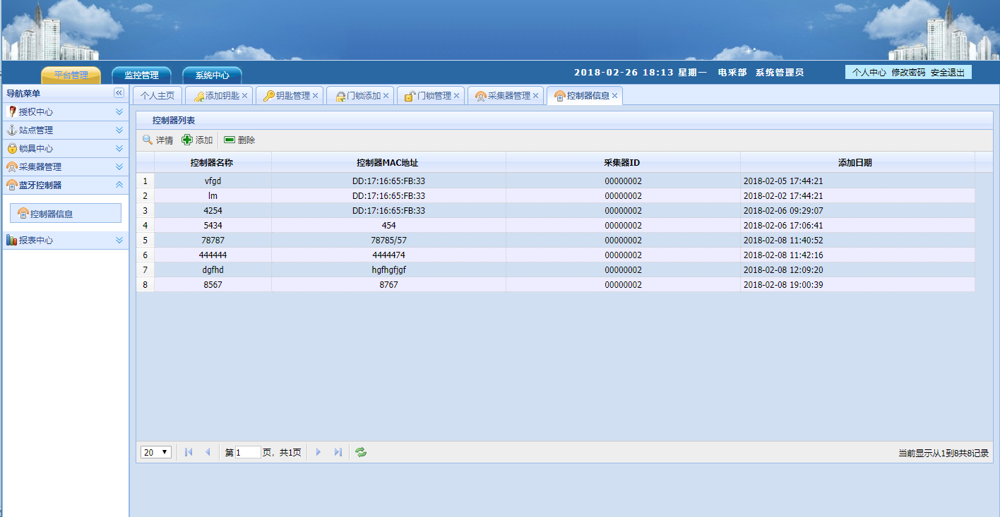 平台管理 监控管理 系统中心 2018-02-26 18:13 星期一 电采部 系统管理员 个人中心 修改密码 安全退出
导航菜单
授权中心
站点管理
锁具中心
采集器管理
蓝牙控制器
控制器信息
报表中心
个人主页 添加钥匙 钥匙管理 门锁添加 门锁管理 采集器管理 控制器信息
控制器列表
详情 添加 删除
控制器名称 控制器MAC地址 采集器ID 添加日期
1 vfgd DD:17:16:65:FB:33 00000002 2018-02-05 17:44:21
2 lm DD:17:16:65:FB:33 00000002 2018-02-02 17:44:21
3 4254 DD:17:16:65:FB:33 00000002 2018-02-06 09:29:07
4 5434 454 00000002 2018-02-06 17:06:41
5 78787 78785/57 00000002 2018-02-08 11:40:52
6 444444 4444474 00000002 2018-02-08 11:42:16
7 dgfhd hgfhgfjgf 00000002 2018-02-08 12:09:20
8 8567 8767 00000002 2018-02-08 19:00:39
20 第1页，共1页 当前显示从1到8共8记录